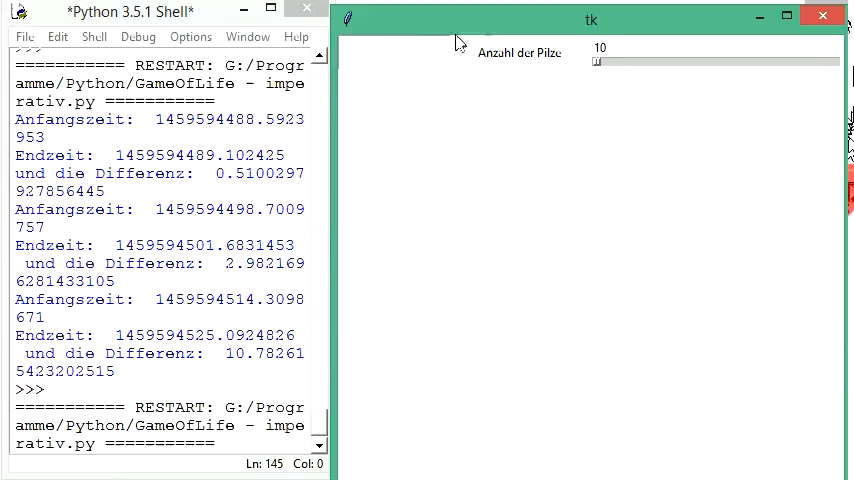 *Python 3.5.1 Shell*
File Edit Shell Debug Options Window Help
>>>
=========== RESTART: G:/Progr
amme/Python/GameOfLife - impe
rativ.py ===========
Anfangszeit:  1459594488.5923
953
Endzeit:  1459594489.102425
und die Differenz:  0.5100297
927856445
Anfangszeit:  1459594498.7009
757
Endzeit:  1459594501.6831453
 und die Differenz:  2.982169
6281433105
Anfangszeit:  1459594514.3098
671
Endzeit:  1459594525.0924826
 und die Differenz:  10.78261
5423202515
>>>
=========== RESTART: G:/Progr
amme/Python/GameOfLife - impe
rativ.py ===========
Ln: 145 Col: 0
tk
Anzahl der Pilze
10